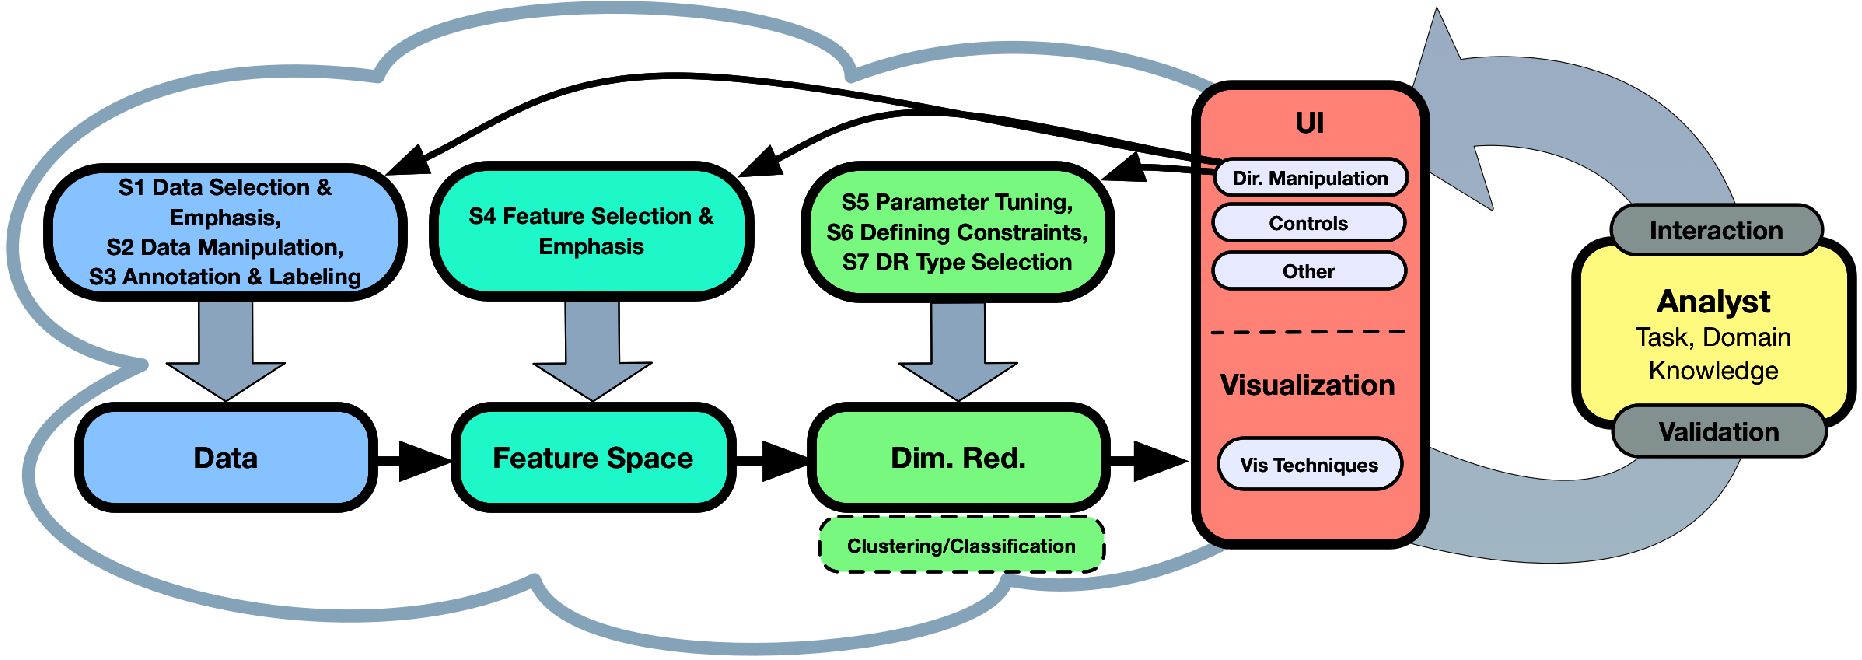 S1 Data Selection &
Emphasis,
S2 Data Manipulation,
S3 Annotation & Labeling
S4 Feature Selection &
Emphasis
S5 Parameter Tuning,
S6 Defining Constraints,
S7 DR Type Selection
Data
Feature Space
Dim. Red.
Clustering/Classification
UI
Dir. Manipulation
Controls
Other
Visualization
Vis Techniques
Interaction
Analyst
Task, Domain
Knowledge
Validation